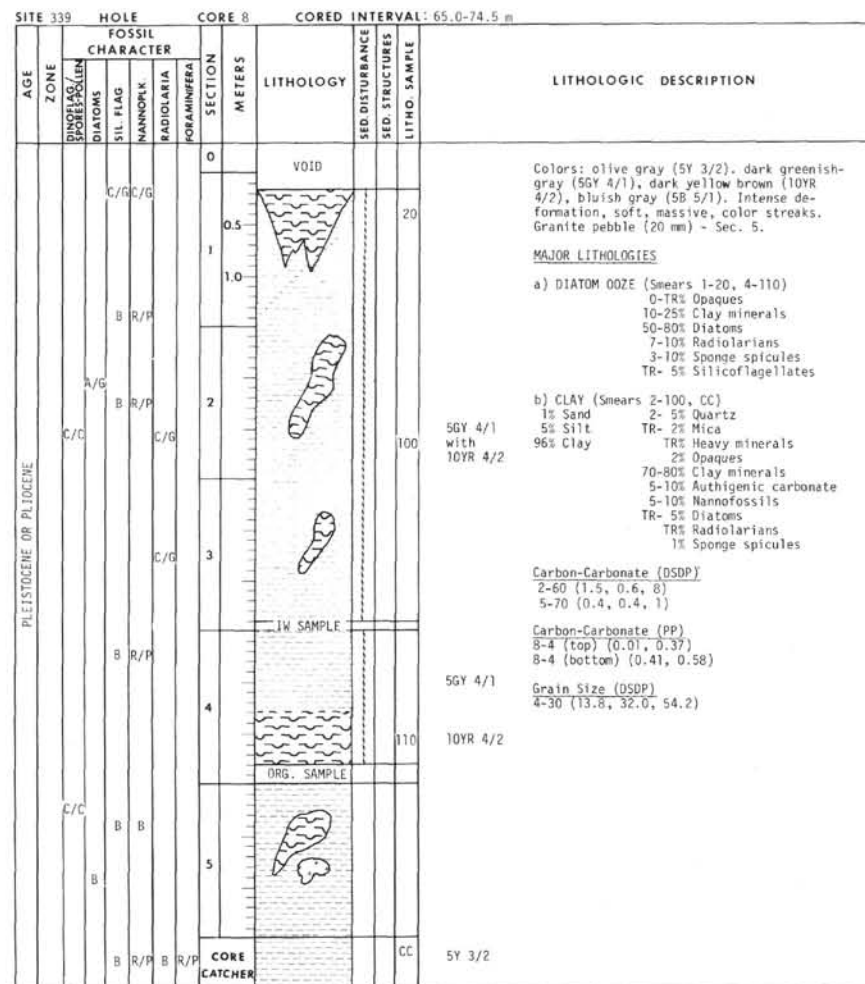 SITE 339 HOLE CORE 8 CORED INTERVAL: 65.0-74.5 m
AGE
ZONE
FOSSIL
CHARACTER
DINOFLAG./
SPORES-POLLEN
DIATOMS
SIL. FLAG
NANNOPLK.
RADIOLARIA
FORAMINIFERA
SECTION
METERS
LITHOLOGY
SED. DISTURBANCE
SED. STRUCTURES
LITHO. SAMPLE
LITHOLOGIC DESCRIPTION
PLEISTOCENE OR PLIOCENE
0
VOID
C/G C/G
20
0.5
1
1.0
B R/P
A/G
B R/P
2
C/C C/G
100
5GY 4/1
with
10YR 4/2
C/G
3
IW SAMPLE
B R/P
5GY 4/1
4
110
10YR 4/2
ORG. SAMPLE
C/C
B B
5
B
B R/P B R/P
CORE
CATCHER
CC
5Y 3/2
Colors: olive gray (5Y 3/2). dark greenish-
gray (5GY 4/1), dark yellow brown (10YR
4/2), bluish gray (5B 5/1). Intense de-
formation, soft, massive, color streaks.
Granite pebble (20 mm) - Sec. 5.
MAJOR LITHOLOGIES
a) DIATOM OOZE (Smears 1-20, 4-110)
0-TR% Opaques
10-25% Clay minerals
50-80% Diatoms
7-10% Radiolarians
3-10% Sponge spicules
TR- 5% Silicoflagellates
b) CLAY (Smears 2-100, CC)
1% Sand 2- 5% Quartz
5% Silt TR- 2% Mica
96% Clay TR% Heavy minerals
2% Opaques
70-80% Clay minerals
5-10% Authigenic carbonate
5-10% Nannofossils
TR- 5% Diatoms
TR% Radiolarians
1% Sponge spicules
Carbon-Carbonate (DSDP)
2-60 (1.5, 0.6, 8)
5-70 (0.4, 0.4, 1)
Carbon-Carbonate (PP)
8-4 (top) (0.01, 0.37)
8-4 (bottom) (0.41, 0.58)
Grain Size (DSDP)
4-30 (13.8, 32.0, 54.2)